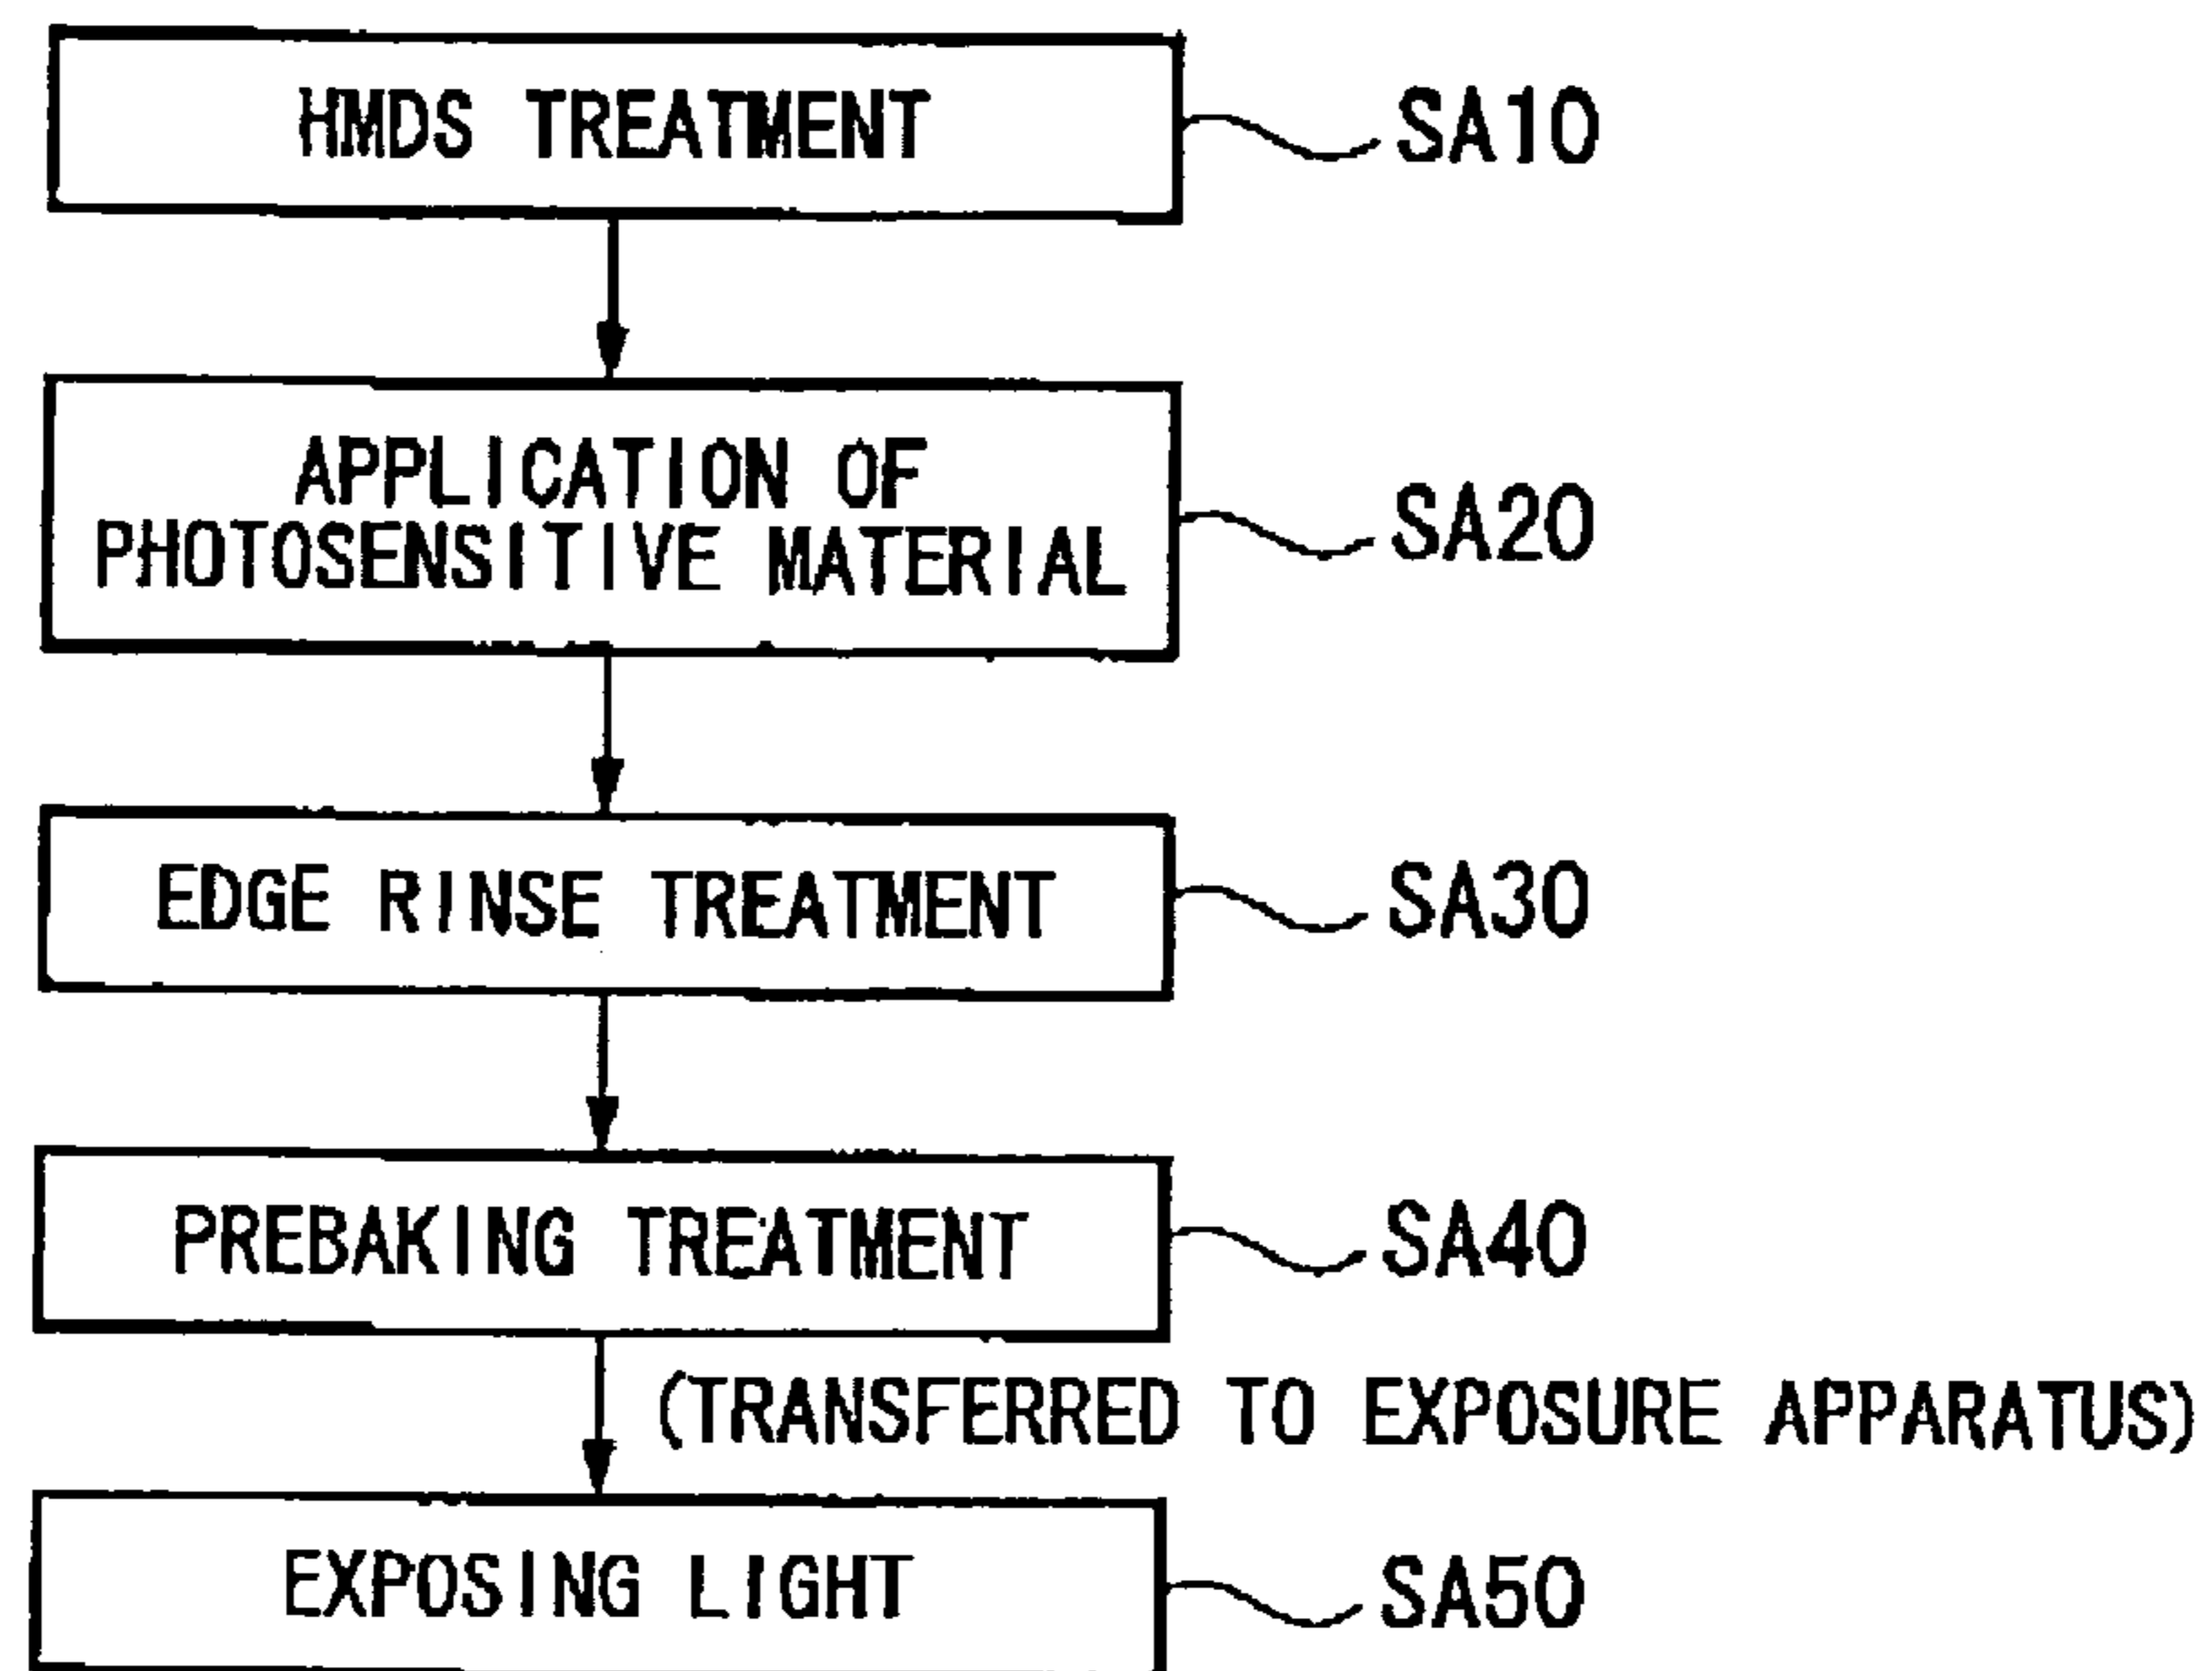 HMDS TREATMENT
SA10
APPLICATION OF
PHOTOSENSITIVE MATERIAL
SA20
EDGE RINSE TREATMENT
SA30
PREBAKING TREATMENT
SA40
(TRANSFERRED TO EXPOSURE APPARATUS)
EXPOSING LIGHT
SA50